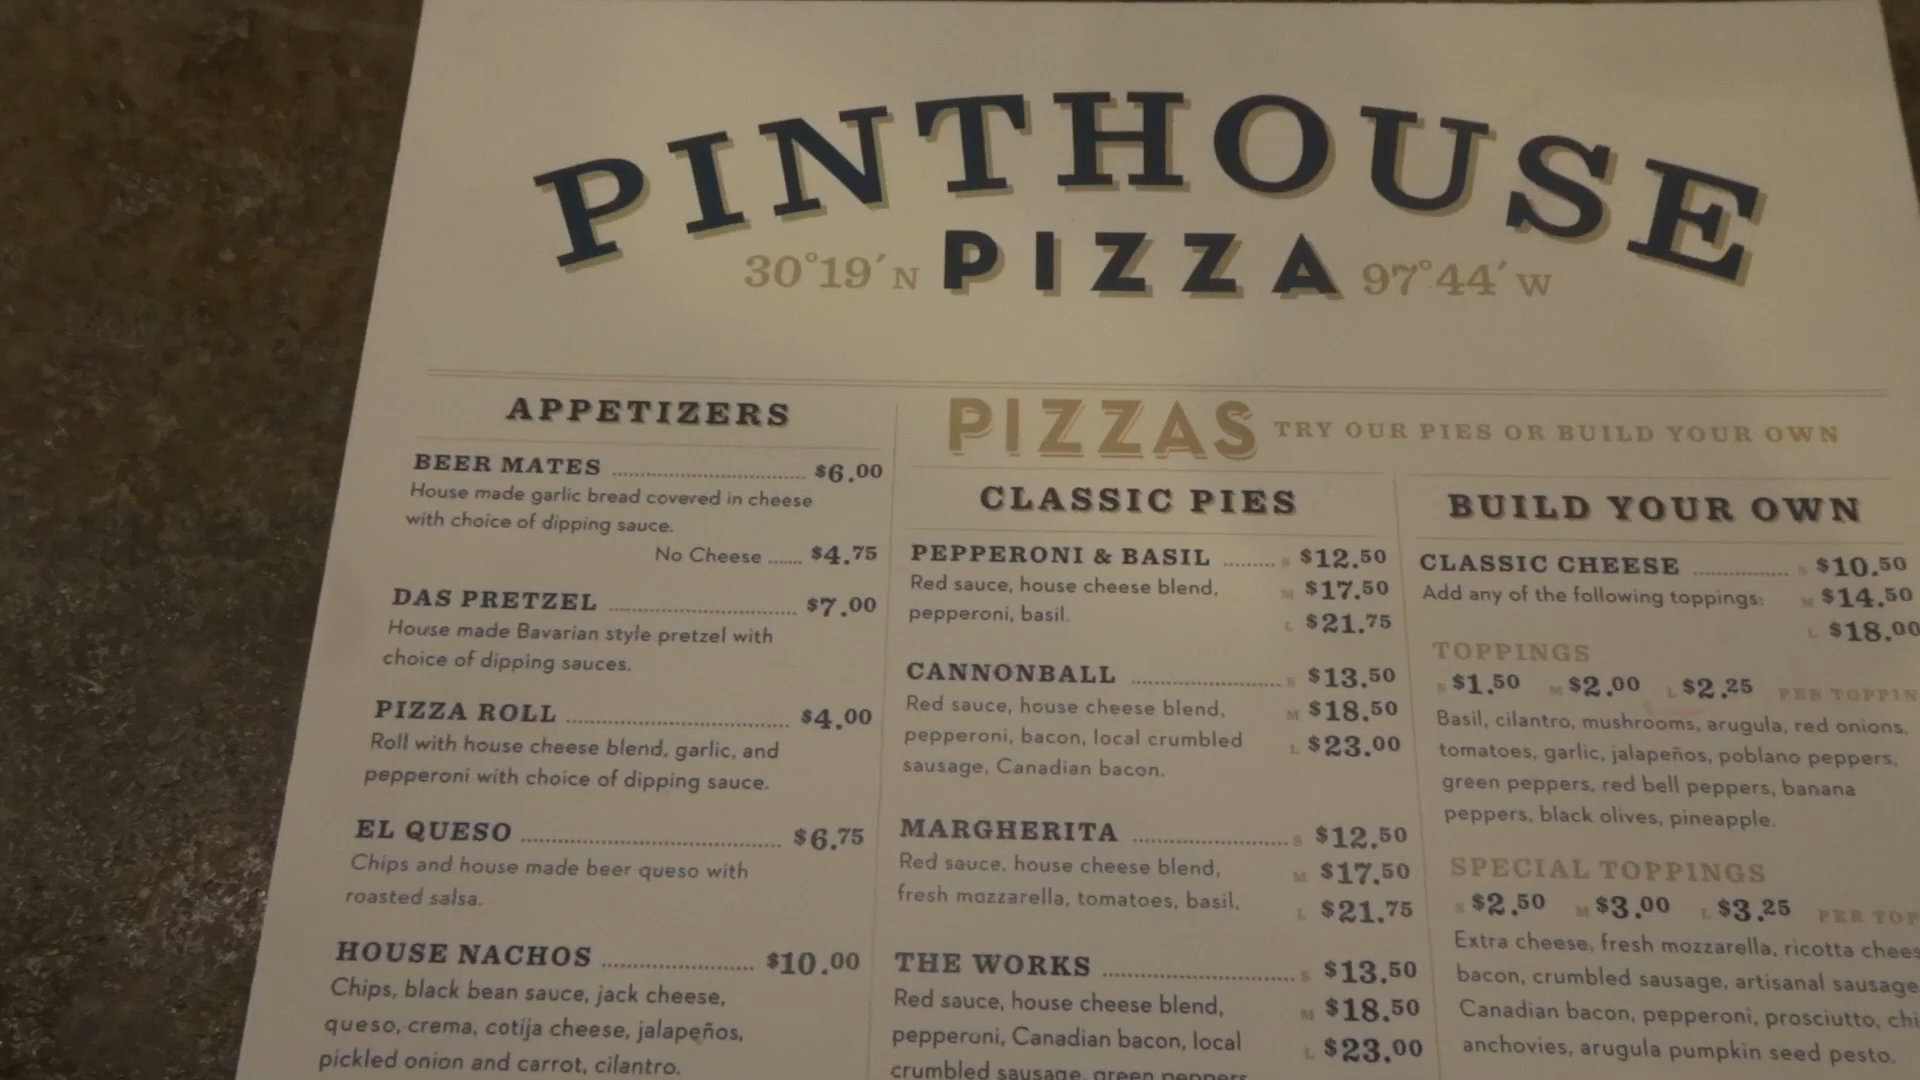 PINTHOUSE
30°19′N PIZZA 97°44′W
APPETIZERS
BEER MATES $6.00
House made garlic bread covered in cheese
with choice of dipping sauce.
No Cheese $4.75
DAS PRETZEL $7.00
House made Bavarian style pretzel with
choice of dipping sauces.
PIZZA ROLL $4.00
Roll with house cheese blend, garlic, and
pepperoni with choice of dipping sauce.
EL QUESO $6.75
Chips and house made beer queso with
roasted salsa.
HOUSE NACHOS $10.00
Chips, black bean sauce, jack cheese,
queso, crema, cotija cheese, jalapeños,
pickled onion and carrot, cilantro.
PIZZAS TRY OUR PIES OR BUILD YOUR OWN
CLASSIC PIES
PEPPERONI & BASIL S $12.50
Red sauce, house cheese blend, M $17.50
pepperoni, basil. L $21.75
CANNONBALL S $13.50
Red sauce, house cheese blend, M $18.50
pepperoni, bacon, local crumbled L $23.00
sausage, Canadian bacon.
MARGHERITA S $12.50
Red sauce, house cheese blend, M $17.50
fresh mozzarella, tomatoes, basil, L $21.75
THE WORKS S $13.50
Red sauce, house cheese blend, M $18.50
pepperoni, Canadian bacon, local L $23.00
crumbled sausage, green peppers
BUILD YOUR OWN
CLASSIC CHEESE S $10.50
Add any of the following toppings: M $14.50
L $18.00
TOPPINGS
S $1.50 M $2.00 L $2.25 PER TOPPIN
Basil, cilantro, mushrooms, arugula, red onions,
tomatoes, garlic, jalapeños, poblano peppers,
green peppers, red bell peppers, banana
peppers, black olives, pineapple.
SPECIAL TOPPINGS
S $2.50 M $3.00 L $3.25 PER TOP
Extra cheese, fresh mozzarella, ricotta chees
bacon, crumbled sausage, artisanal sausage
Canadian bacon, pepperoni, prosciutto, chi
anchovies, arugula pumpkin seed pesto.